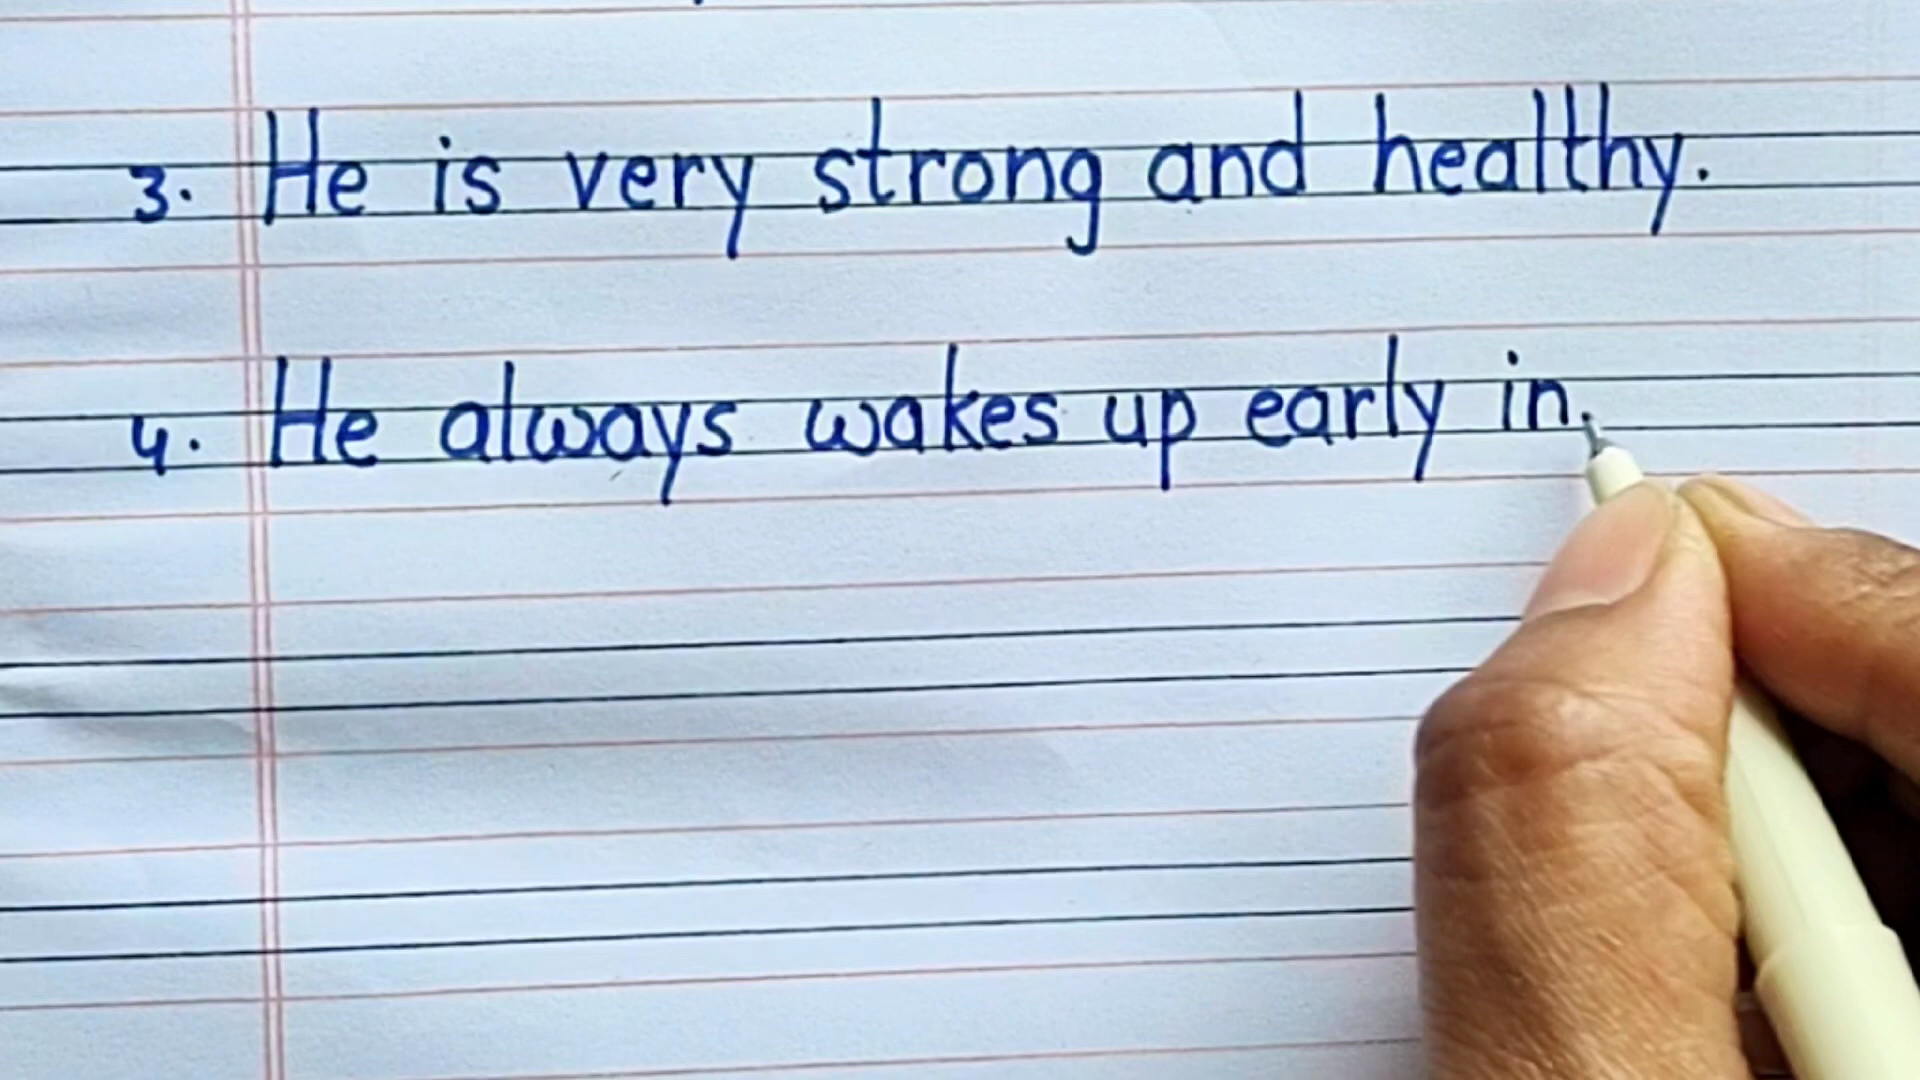 3. He is very strong and healthy.
4. He always wakes up early in